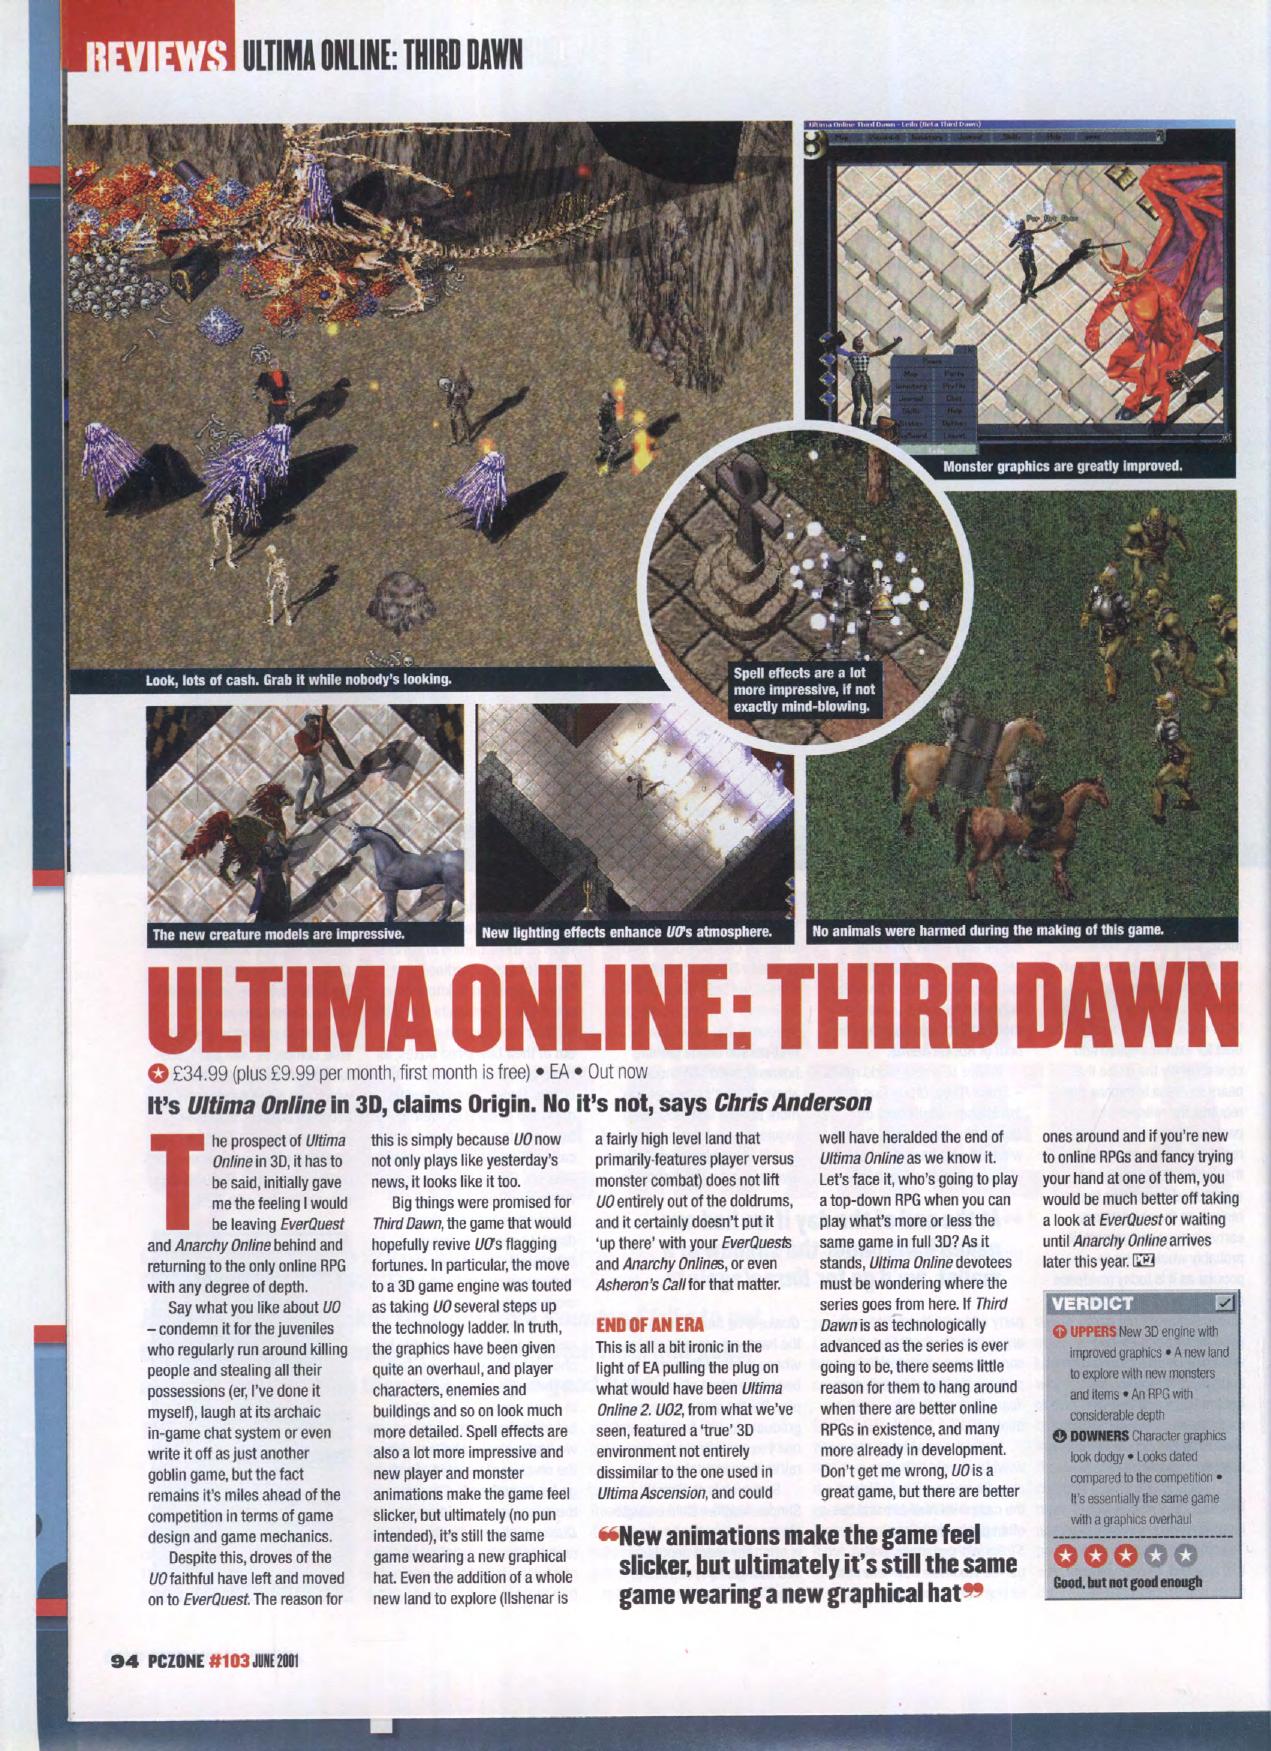 REVIEWS ULTIMA ONLINE: THIRD DAWN
Ultima Online Third Dawn - Leila (Beta Third Dawn)
Monster graphics are greatly improved.
Look, lots of cash. Grab it while nobody's looking.
Spell effects are a lot
more impressive, if not
exactly mind-blowing.
The new creature models are impressive.
New lighting effects enhance UO's atmosphere.
No animals were harmed during the making of this game.
ULTIMA ONLINE: THIRD DAWN
£34.99 (plus £9.99 per month, first month is free) • EA • Out now
It's Ultima Online in 3D, claims Origin. No it's not, says Chris Anderson
The prospect of Ultima
Online in 3D, it has to
be said, initially gave
me the feeling I would
be leaving EverQuest
and Anarchy Online behind and
returning to the only online RPG
with any degree of depth.
Say what you like about UO
– condemn it for the juveniles
who regularly run around killing
people and stealing all their
possessions (er, I've done it
myself), laugh at its archaic
in-game chat system or even
write it off as just another
goblin game, but the fact
remains it's miles ahead of the
competition in terms of game
design and game mechanics.
Despite this, droves of the
UO faithful have left and moved
on to EverQuest. The reason for
this is simply because UO now
not only plays like yesterday's
news, it looks like it too.
Big things were promised for
Third Dawn, the game that would
hopefully revive UO's flagging
fortunes. In particular, the move
to a 3D game engine was touted
as taking UO several steps up
the technology ladder. In truth,
the graphics have been given
quite an overhaul, and player
characters, enemies and
buildings and so on look much
more detailed. Spell effects are
also a lot more impressive and
new player and monster
animations make the game feel
slicker, but ultimately (no pun
intended), it's still the same
game wearing a new graphical
hat. Even the addition of a whole
new land to explore (Ilshenar is
a fairly high level land that
primarily-features player versus
monster combat) does not lift
UO entirely out of the doldrums,
and it certainly doesn't put it
'up there' with your EverQuests
and Anarchy Onlines, or even
Asheron's Call for that matter.
END OF AN ERA
This is all a bit ironic in the
light of EA pulling the plug on
what would have been Ultima
Online 2. UO2, from what we've
seen, featured a 'true' 3D
environment not entirely
dissimilar to the one used in
Ultima Ascension, and could
well have heralded the end of
Ultima Online as we know it.
Let's face it, who's going to play
a top-down RPG when you can
play what's more or less the
same game in full 3D? As it
stands, Ultima Online devotees
must be wondering where the
series goes from here. If Third
Dawn is as technologically
advanced as the series is ever
going to be, there seems little
reason for them to hang around
when there are better online
RPGs in existence, and many
more already in development.
Don't get me wrong, UO is a
great game, but there are better
ones around and if you're new
to online RPGs and fancy trying
your hand at one of them, you
would be much better off taking
a look at EverQuest or waiting
until Anarchy Online arrives
later this year. PCZ
“New animations make the game feel
slicker, but ultimately it's still the same
game wearing a new graphical hat”
VERDICT
UPPERS New 3D engine with
improved graphics • A new land
to explore with new monsters
and items • An RPG with
considerable depth
DOWNERS Character graphics
look dodgy • Looks dated
compared to the competition •
It's essentially the same game
with a graphics overhaul
Good, but not good enough
94 PCZONE #103 JUNE 2001